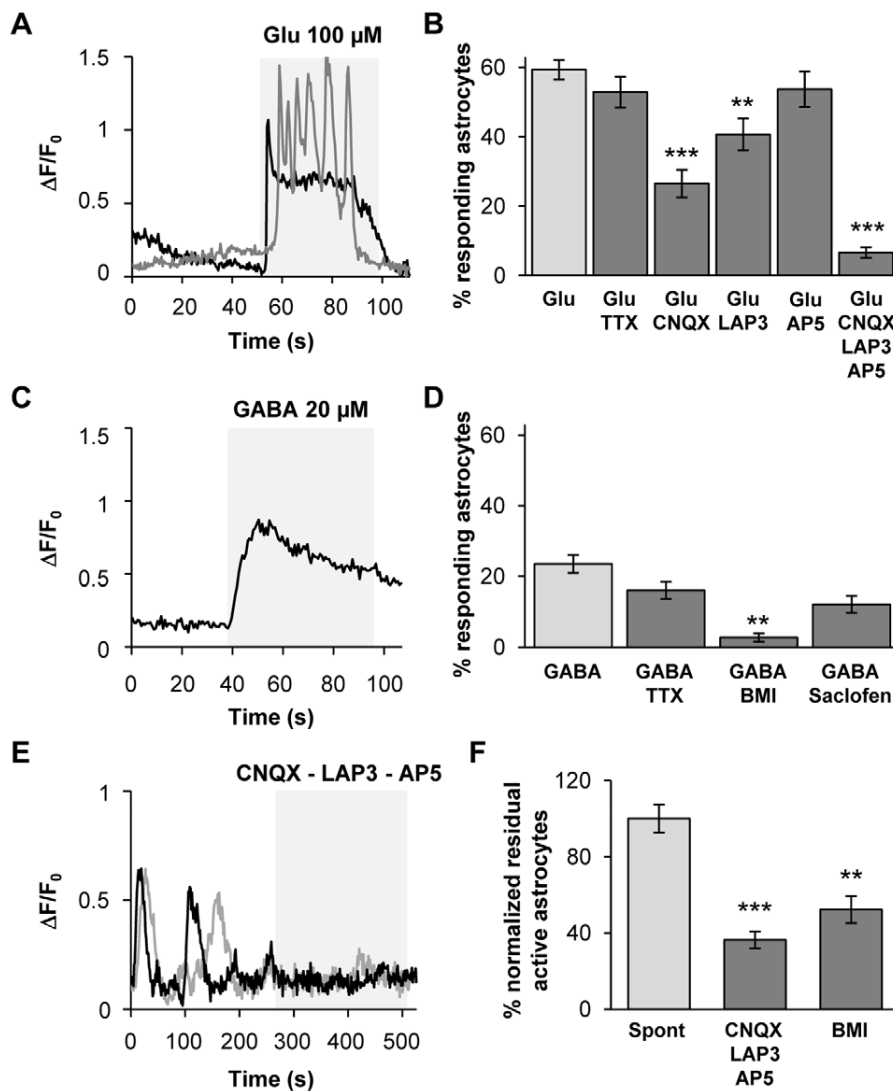 A
Glu 100 µM
ΔF/F0
1.5
1
0.5
0
0 20 40 60 80 100
Time (s)
B
% responding astrocytes
60
40
20
0
***
**
***
Glu Glu Glu Glu Glu Glu
TTX CNQX LAP3 AP5 CNQX
LAP3
AP5
C
GABA 20 µM
ΔF/F0
1.5
1
0.5
0
0 20 40 60 80 100
Time (s)
D
% responding astrocytes
60
40
20
0
**
GABA GABA GABA GABA
TTX BMI Saclofen
E
CNQX - LAP3 - AP5
ΔF/F0
1
0.5
0
0 100 200 300 400 500
Time (s)
F
% normalized residual
active astrocytes
120
80
40
0
***
**
Spont CNQX BMI
LAP3
AP5